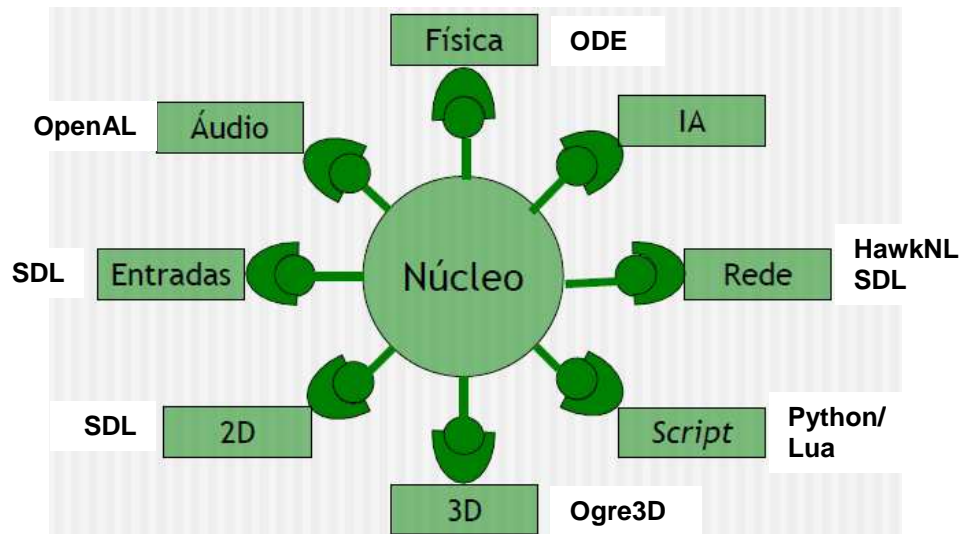 Física
ODE
OpenAL
Áudio
IA
SDL
Entradas
Núcleo
Rede
HawkNL
SDL
SDL
2D
Script
Python/
Lua
3D
Ogre3D